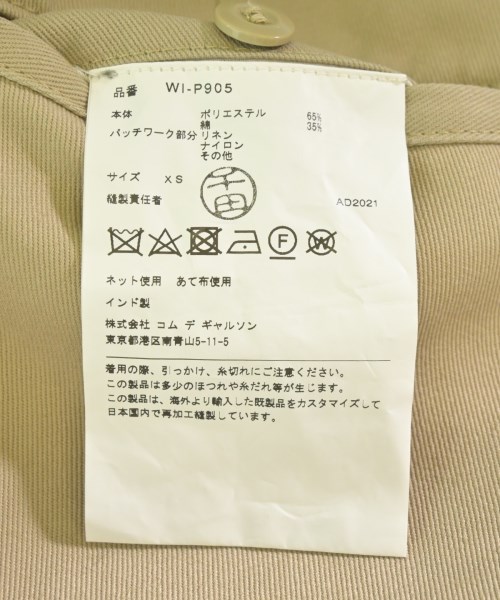 品番 WI-P905
本体 ポリエステル 65%
綿 35%
パッチワーク部分 リネン
ナイロン
その他
サイズ XS
千田
縫製責任者 AD2021
F W
ネット使用 あて布使用
インド製
株式会社 コム デ ギャルソン
東京都港区南青山5-11-5
着用の際、引っかけ、糸切れにご注意ください。
この製品は多少のほつれや糸だれ等が生じます。
この製品は、海外より輸入した既製品をカスタマイズして
日本国内で再加工縫製しています。